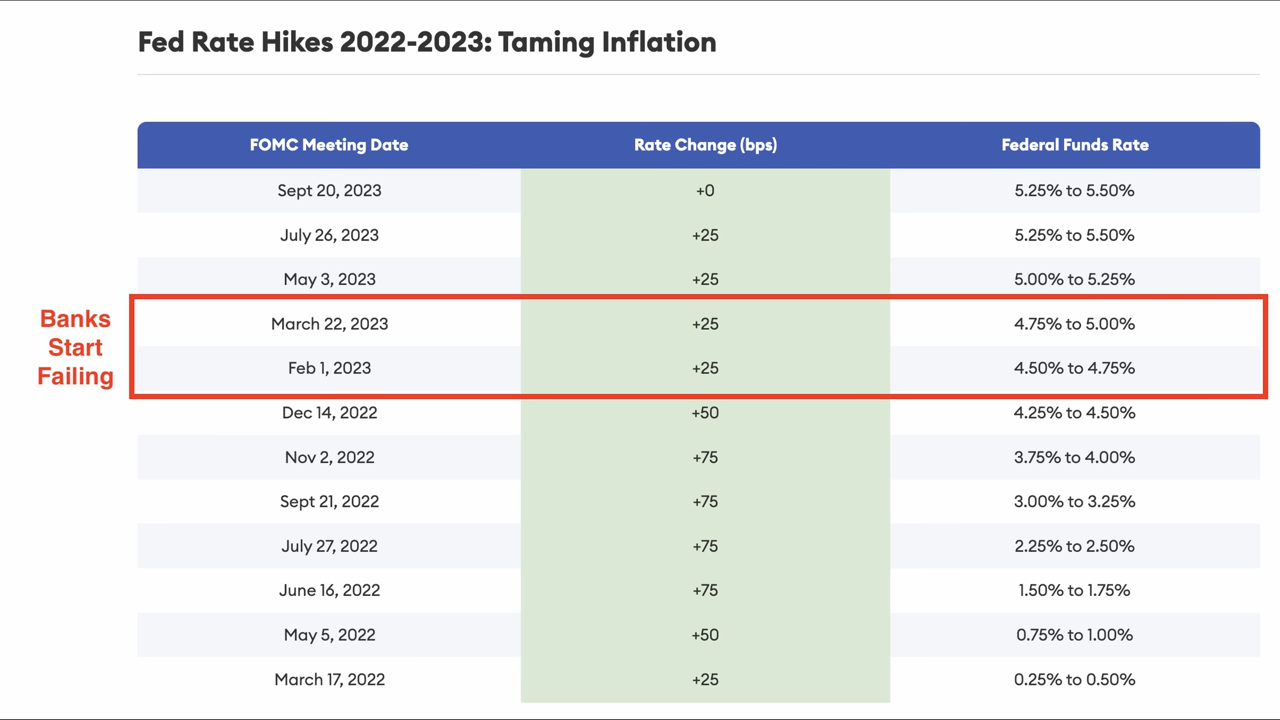 Fed Rate Hikes 2022-2023: Taming Inflation
FOMC Meeting Date Rate Change (bps) Federal Funds Rate
Sept 20, 2023 +0 5.25% to 5.50%
July 26, 2023 +25 5.25% to 5.50%
May 3, 2023 +25 5.00% to 5.25%
Banks
Start
Failing
March 22, 2023 +25 4.75% to 5.00%
Feb 1, 2023 +25 4.50% to 4.75%
Dec 14, 2022 +50 4.25% to 4.50%
Nov 2, 2022 +75 3.75% to 4.00%
Sept 21, 2022 +75 3.00% to 3.25%
July 27, 2022 +75 2.25% to 2.50%
June 16, 2022 +75 1.50% to 1.75%
May 5, 2022 +50 0.75% to 1.00%
March 17, 2022 +25 0.25% to 0.50%